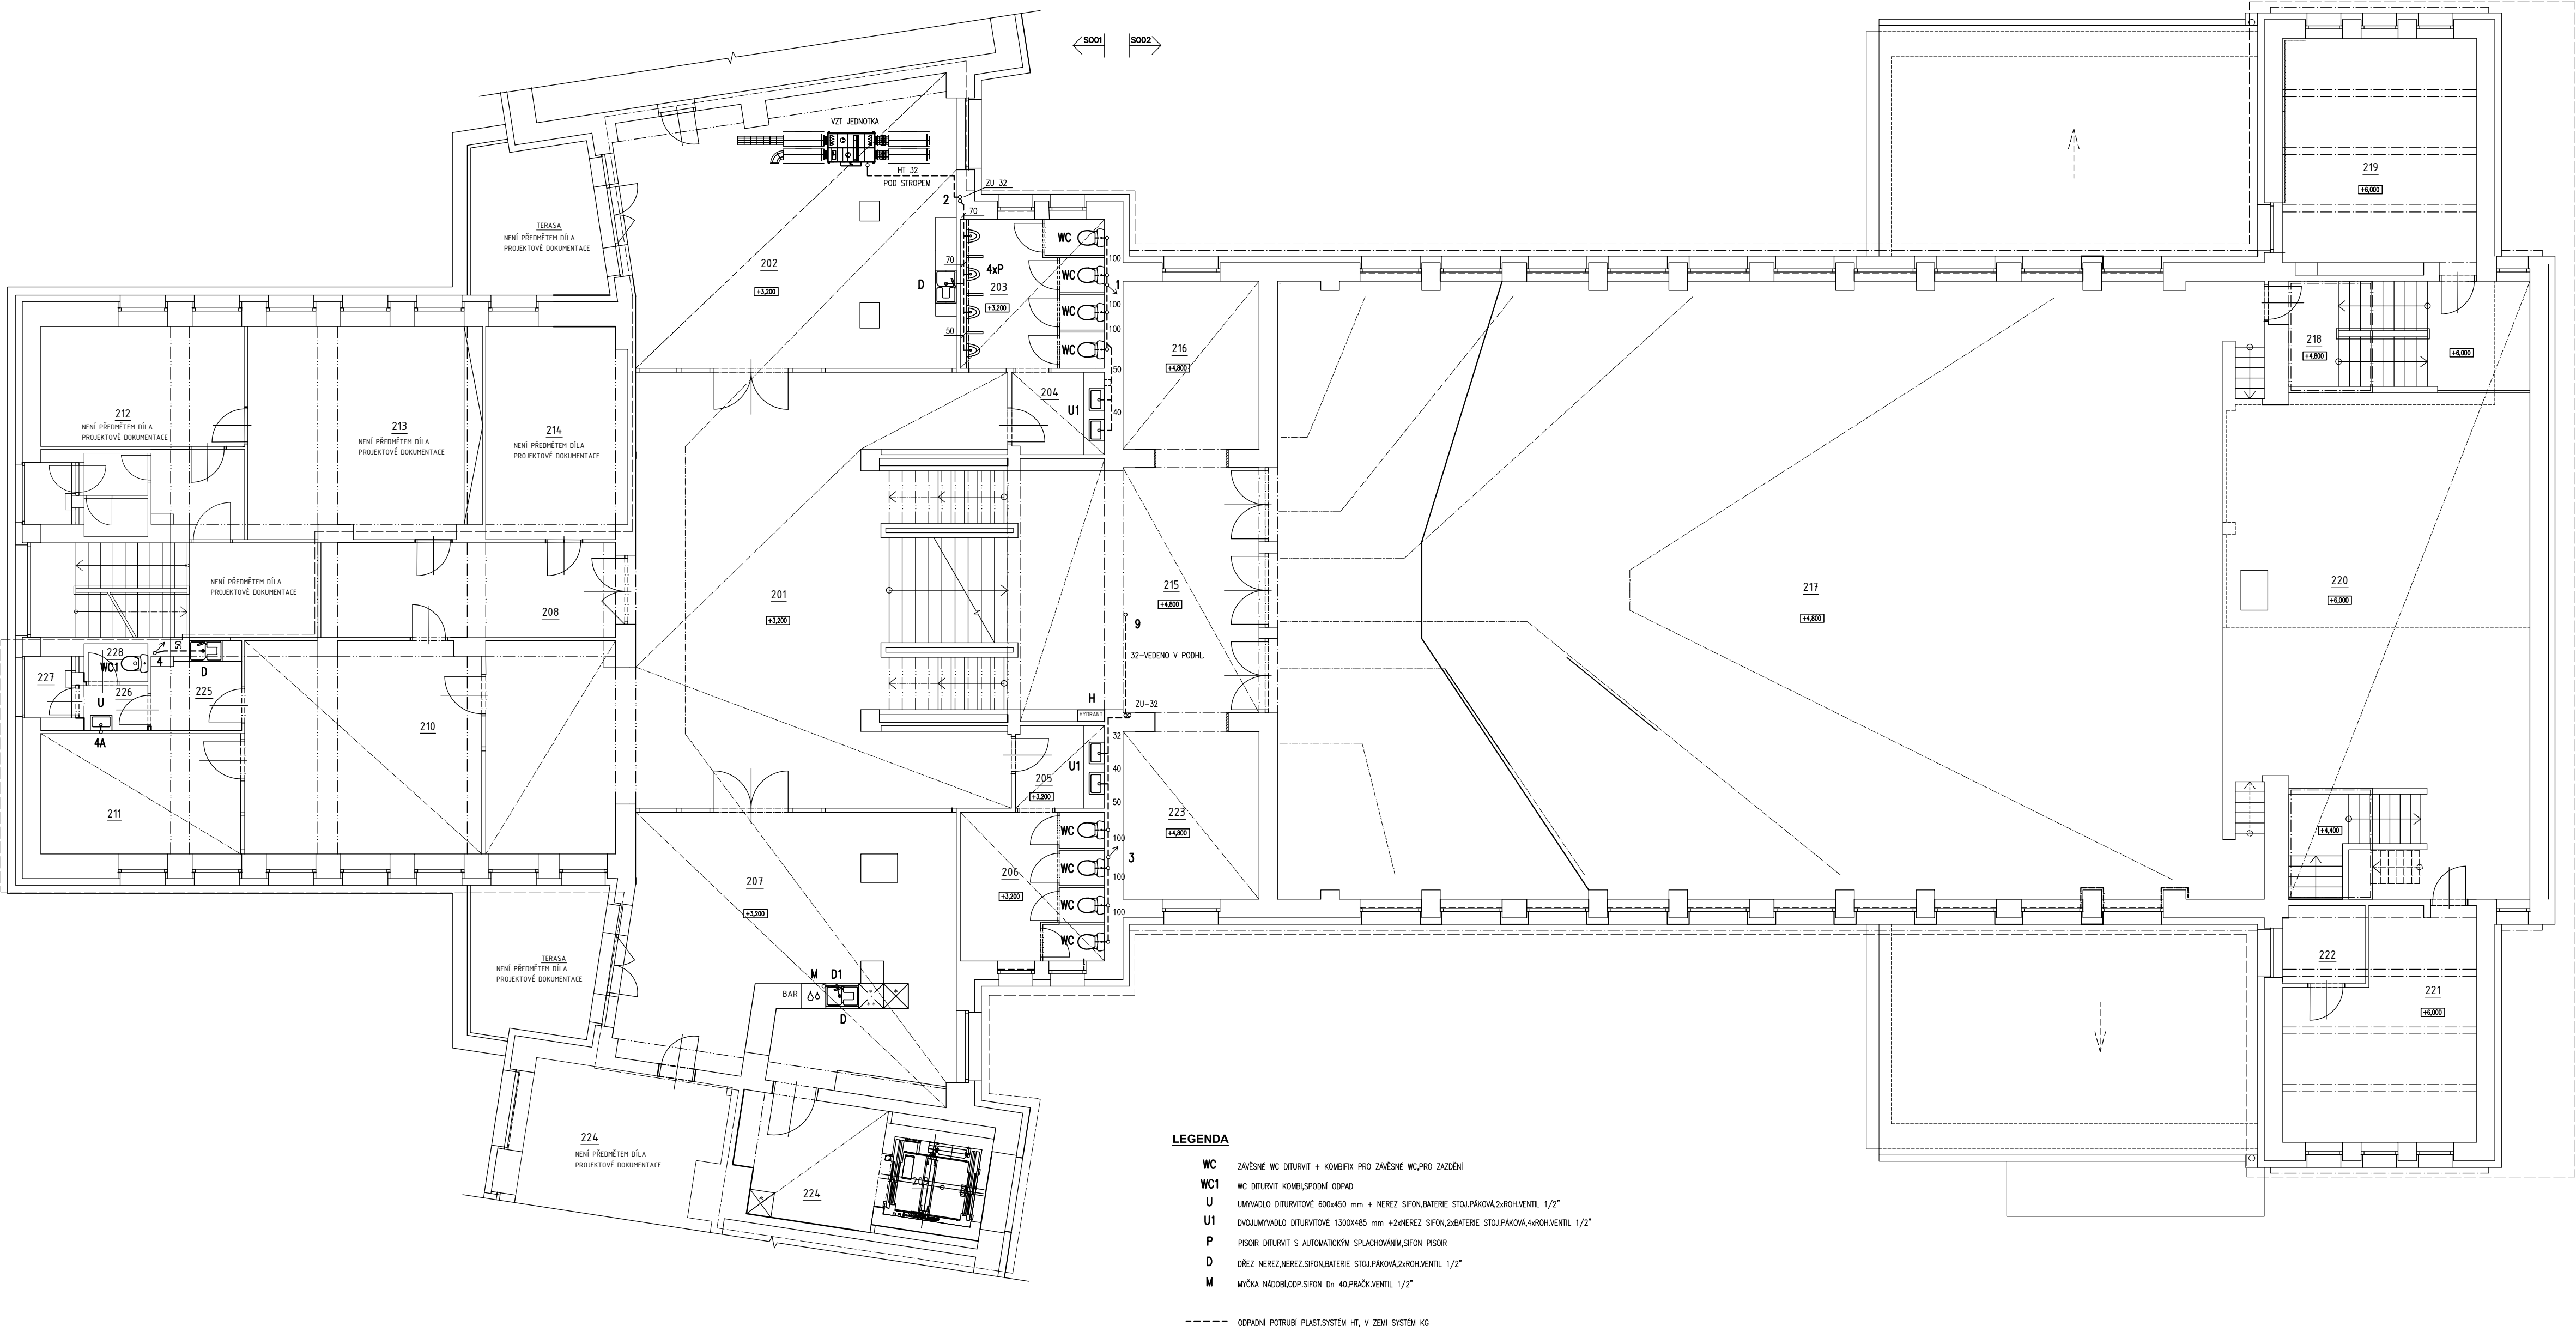 S001
S002
VZT JEDNOTKA
HT 32
POD STROPEM
ZU 32
2
70
TERASA
NENÍ PŘEDMĚTEM DÍLA
PROJEKTOVÉ DOKUMENTACE
202
+3,200
70
D
4xP
203
+3,200
50
WC
WC
WC
WC
100
1
100
100
50
40
204
U1
216
+4,800
219
+6,000
218
+4,800
+6,000
212
NENÍ PŘEDMĚTEM DÍLA
PROJEKTOVÉ DOKUMENTACE
213
NENÍ PŘEDMĚTEM DÍLA
PROJEKTOVÉ DOKUMENTACE
214
NENÍ PŘEDMĚTEM DÍLA
PROJEKTOVÉ DOKUMENTACE
NENÍ PŘEDMĚTEM DÍLA
PROJEKTOVÉ DOKUMENTACE
208
201
+3,200
215
+4,800
9
32-VEDENO V PODHL.
217
+4,800
220
+6,000
228
WC1
4
50
D
227
226
225
U
4A
210
211
H
HYDRANT
ZU-32
32
40
50
U1
205
+3,200
223
+4,800
+4,400
207
+3,200
206
+3,200
WC
WC
WC
WC
100
3
100
100
TERASA
NENÍ PŘEDMĚTEM DÍLA
PROJEKTOVÉ DOKUMENTACE
M
D1
BAR
D
222
221
+6,000
224
NENÍ PŘEDMĚTEM DÍLA
PROJEKTOVÉ DOKUMENTACE
224
LEGENDA
WC ZÁVĚSNÉ WC DITURVIT + KOMBIFIX PRO ZÁVĚSNÉ WC,PRO ZAZDĚNÍ
WC1 WC DITURVIT KOMBI,SPODNÍ ODPAD
U UMYVADLO DITURVITOVÉ 600x450 mm + NEREZ SIFON,BATERIE STOJ.PÁKOVÁ,2xROH.VENTIL 1/2"
U1 DVOJUMYVADLO DITURVITOVÉ 1300X485 mm +2xNEREZ SIFON,2xBATERIE STOJ.PÁKOVÁ,4xROH.VENTIL 1/2"
P PISOIR DITURVIT S AUTOMATICKÝM SPLACHOVÁNÍM,SIFON PISOIR
D DŘEZ NEREZ,NEREZ.SIFON,BATERIE STOJ.PÁKOVÁ,2xROH.VENTIL 1/2"
M MYČKA NÁDOBÍ,ODP.SIFON Dn 40,PRAČK.VENTIL 1/2"
ODPADNÍ POTRUBÍ PLAST.SYSTÉM HT, V ZEMI SYSTÉM KG